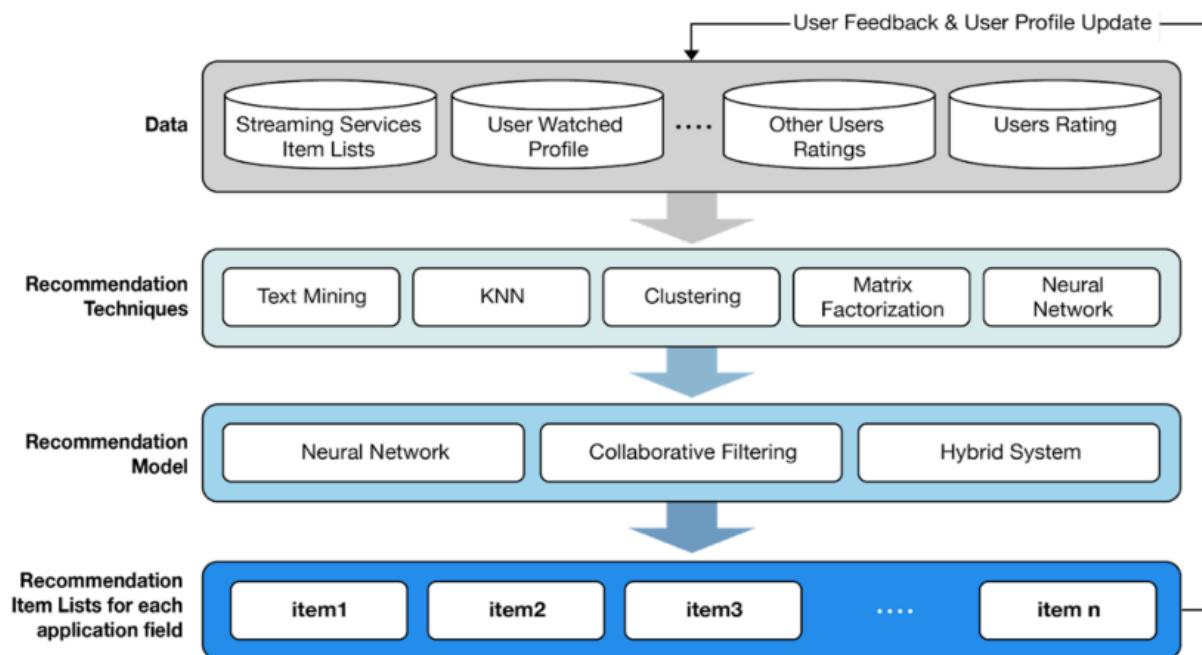 User Feedback & User Profile Update
Data
Streaming Services
Item Lists
User Watched
Profile
....
Other Users
Ratings
Users Rating
Recommendation
Techniques
Text Mining
KNN
Clustering
Matrix
Factorization
Neural
Network
Recommendation
Model
Neural Network
Collaborative Filtering
Hybrid System
Recommendation
Item Lists for each
application field
item1
item2
item3
....
item n